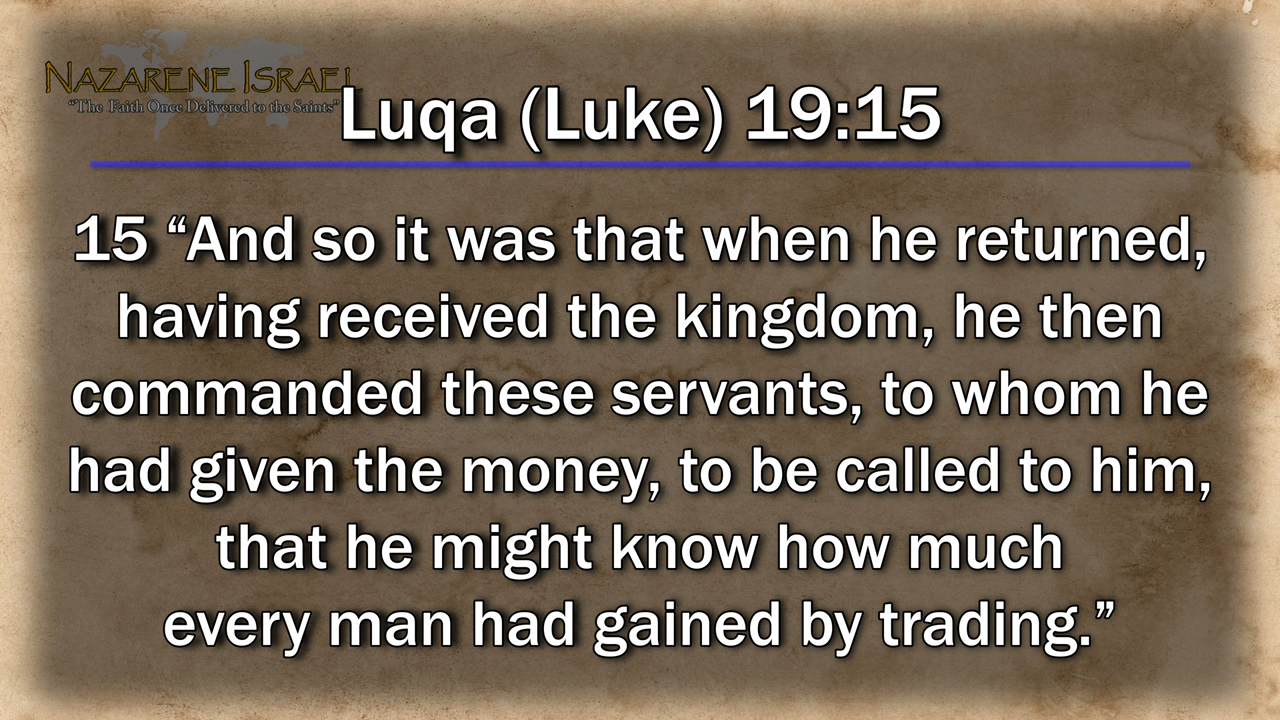 NAZARENE ISRAEL
"The Faith Once Delivered to the Saints"
Luqa (Luke) 19:15
15 “And so it was that when he returned,
having received the kingdom, he then
commanded these servants, to whom he
had given the money, to be called to him,
that he might know how much
every man had gained by trading.”